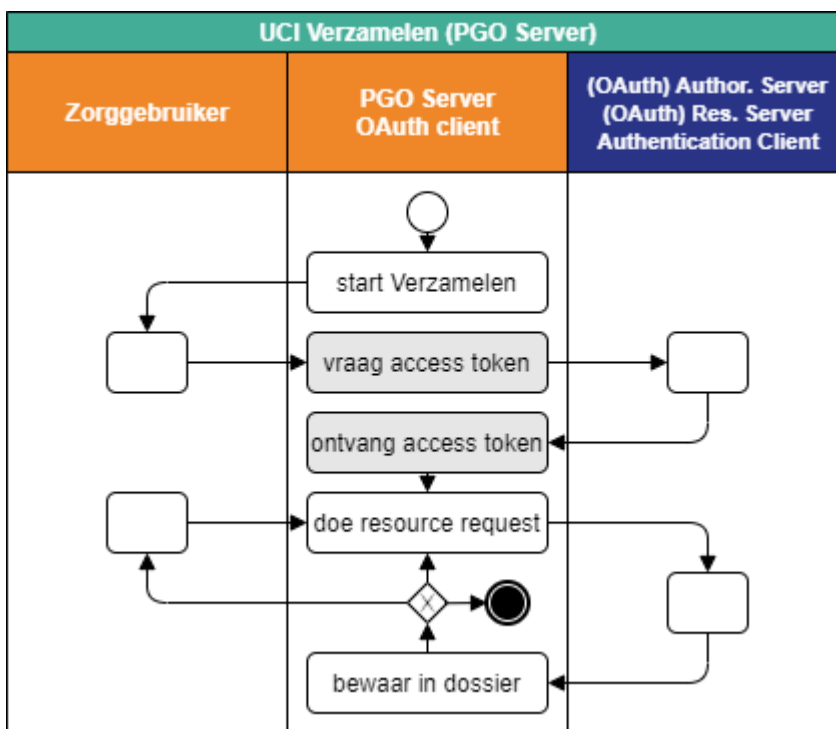 UCI Verzamelen (PGO Server)
Zorggebruiker
PGO Server
OAuth client
(OAuth) Author. Server
(OAuth) Res. Server
Authentication Client
start Verzamelen
vraag access token
ontvang access token
doe resource request
X
bewaar in dossier